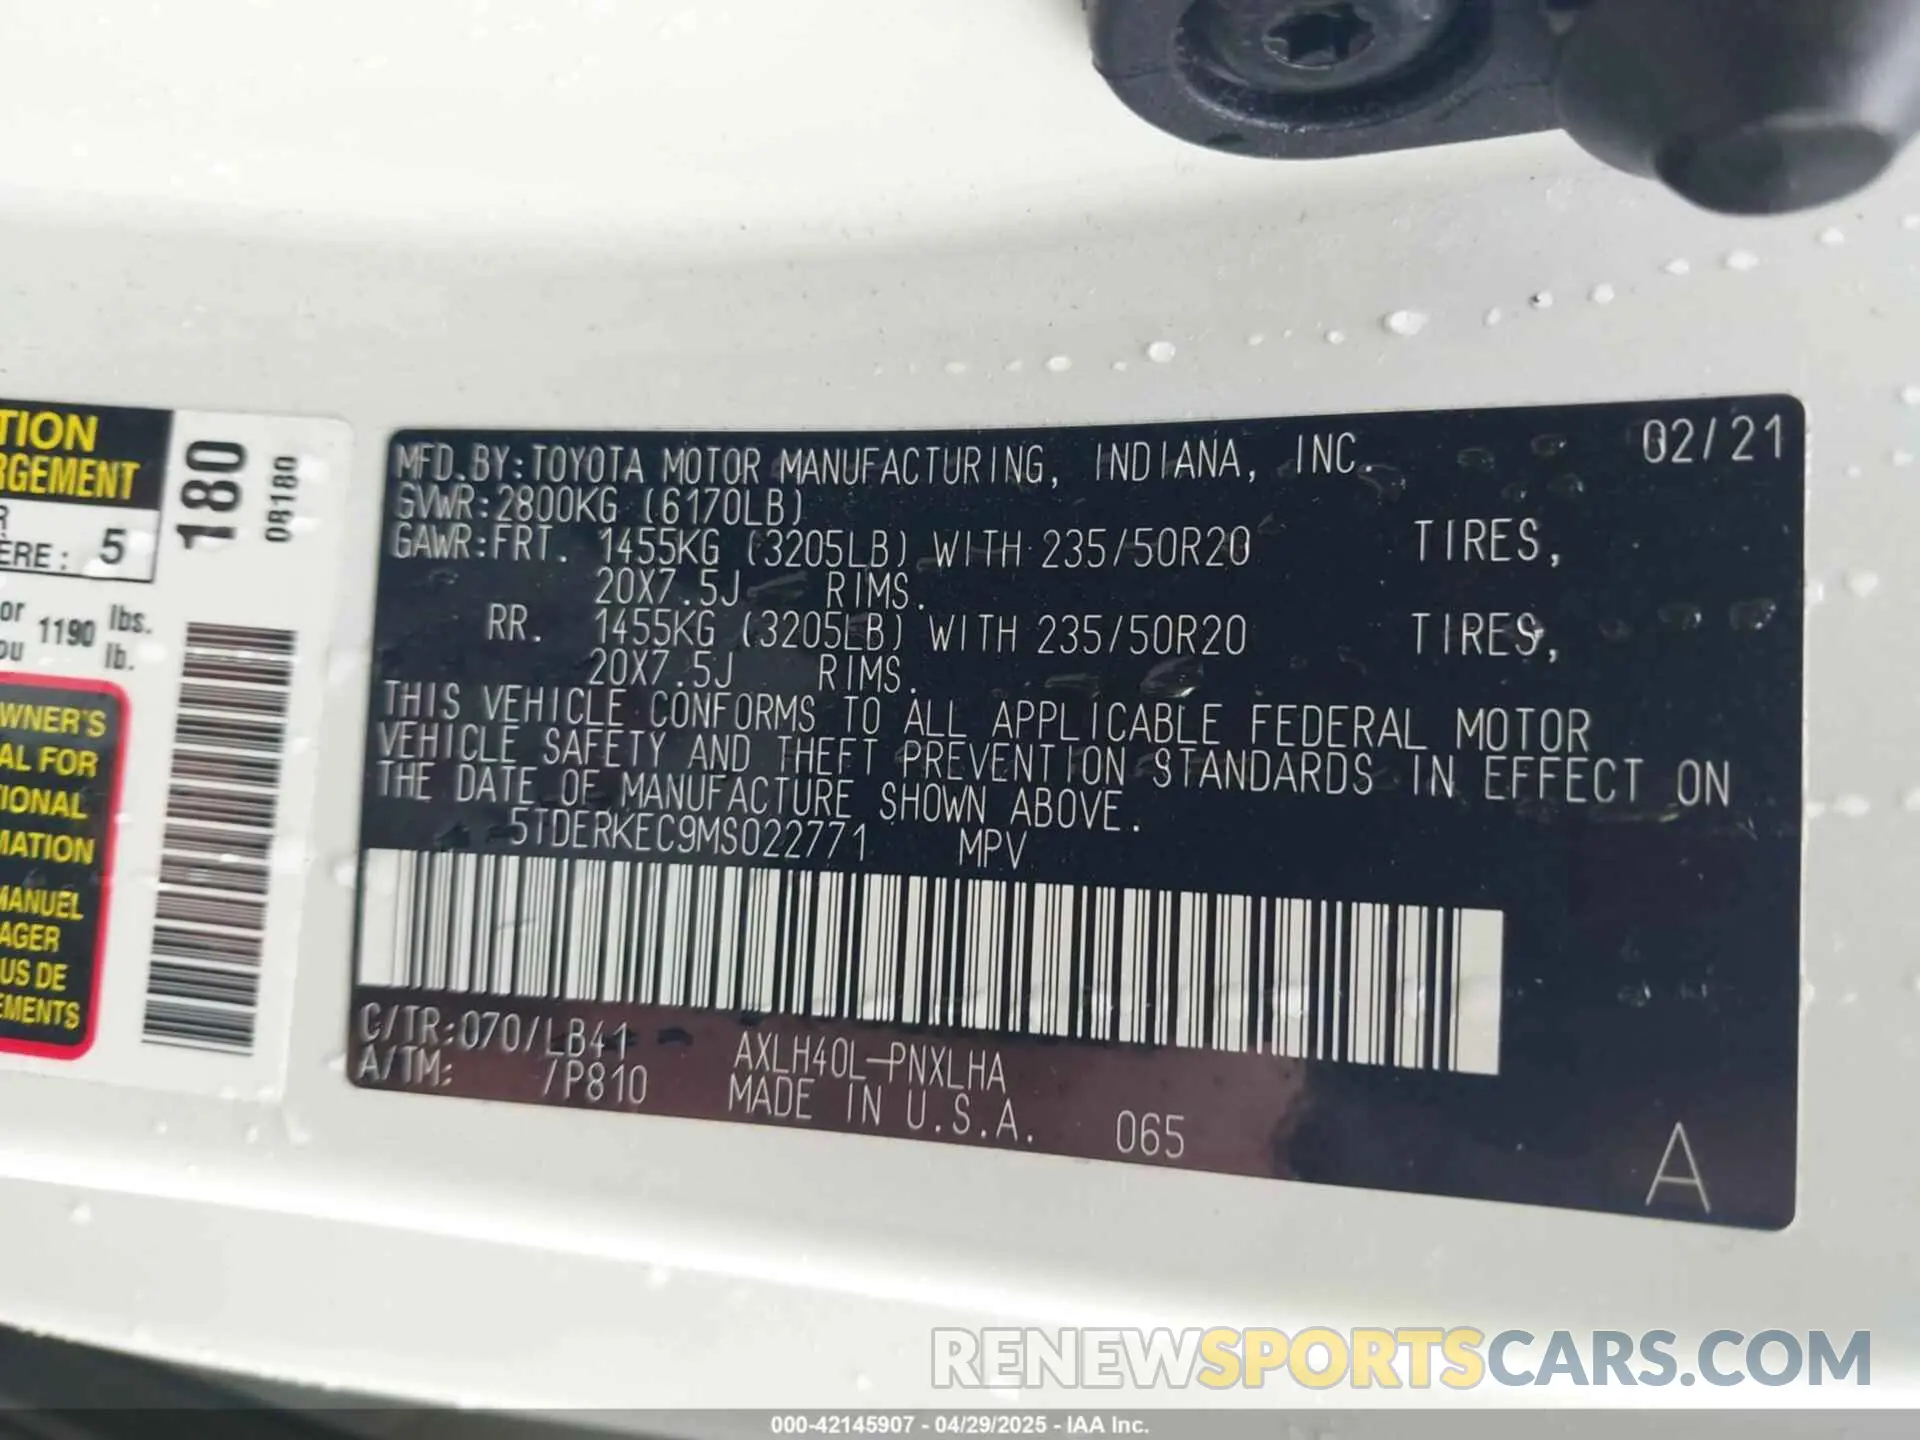 TION
RGEMENT
R
ÈRE : 5
or 1190 lbs.
ou lb.
WNER'S
AL FOR
IONAL
MATION
MANUEL
AGER
US DE
EMENTS
180
08180
MFD.BY:TOYOTA MOTOR MANUFACTURING, INDIANA, INC. 02/21
GVWR:2800KG (6170LB)
GAWR:FRT. 1455KG (3205LB) WITH 235/50R20 TIRES,
20X7.5J RIMS.
RR. 1455KG (3205LB) WITH 235/50R20 TIRES,
20X7.5J RIMS.
THIS VEHICLE CONFORMS TO ALL APPLICABLE FEDERAL MOTOR
VEHICLE SAFETY AND THEFT PREVENTION STANDARDS IN EFFECT ON
THE DATE OF MANUFACTURE SHOWN ABOVE.
5TDERKEC9MS022771 MPV
C/TR:070/LB41 AXLH40L-PNXLHA
A/TM: /P810 MADE IN U.S.A. 065
A
RENEWSPORTSCARS.COM
000-42145907 - 04/29/2025 - IAA Inc.